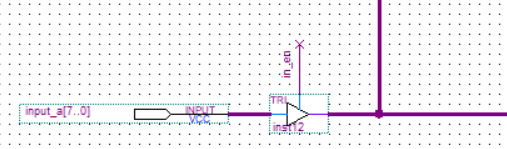 in_en
TRI
input_a[7..0]
INPUT
VCC
inst12